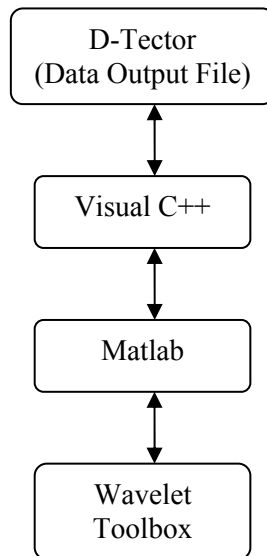 D-Tector
(Data Output File)
Visual C++
Matlab
Wavelet
Toolbox